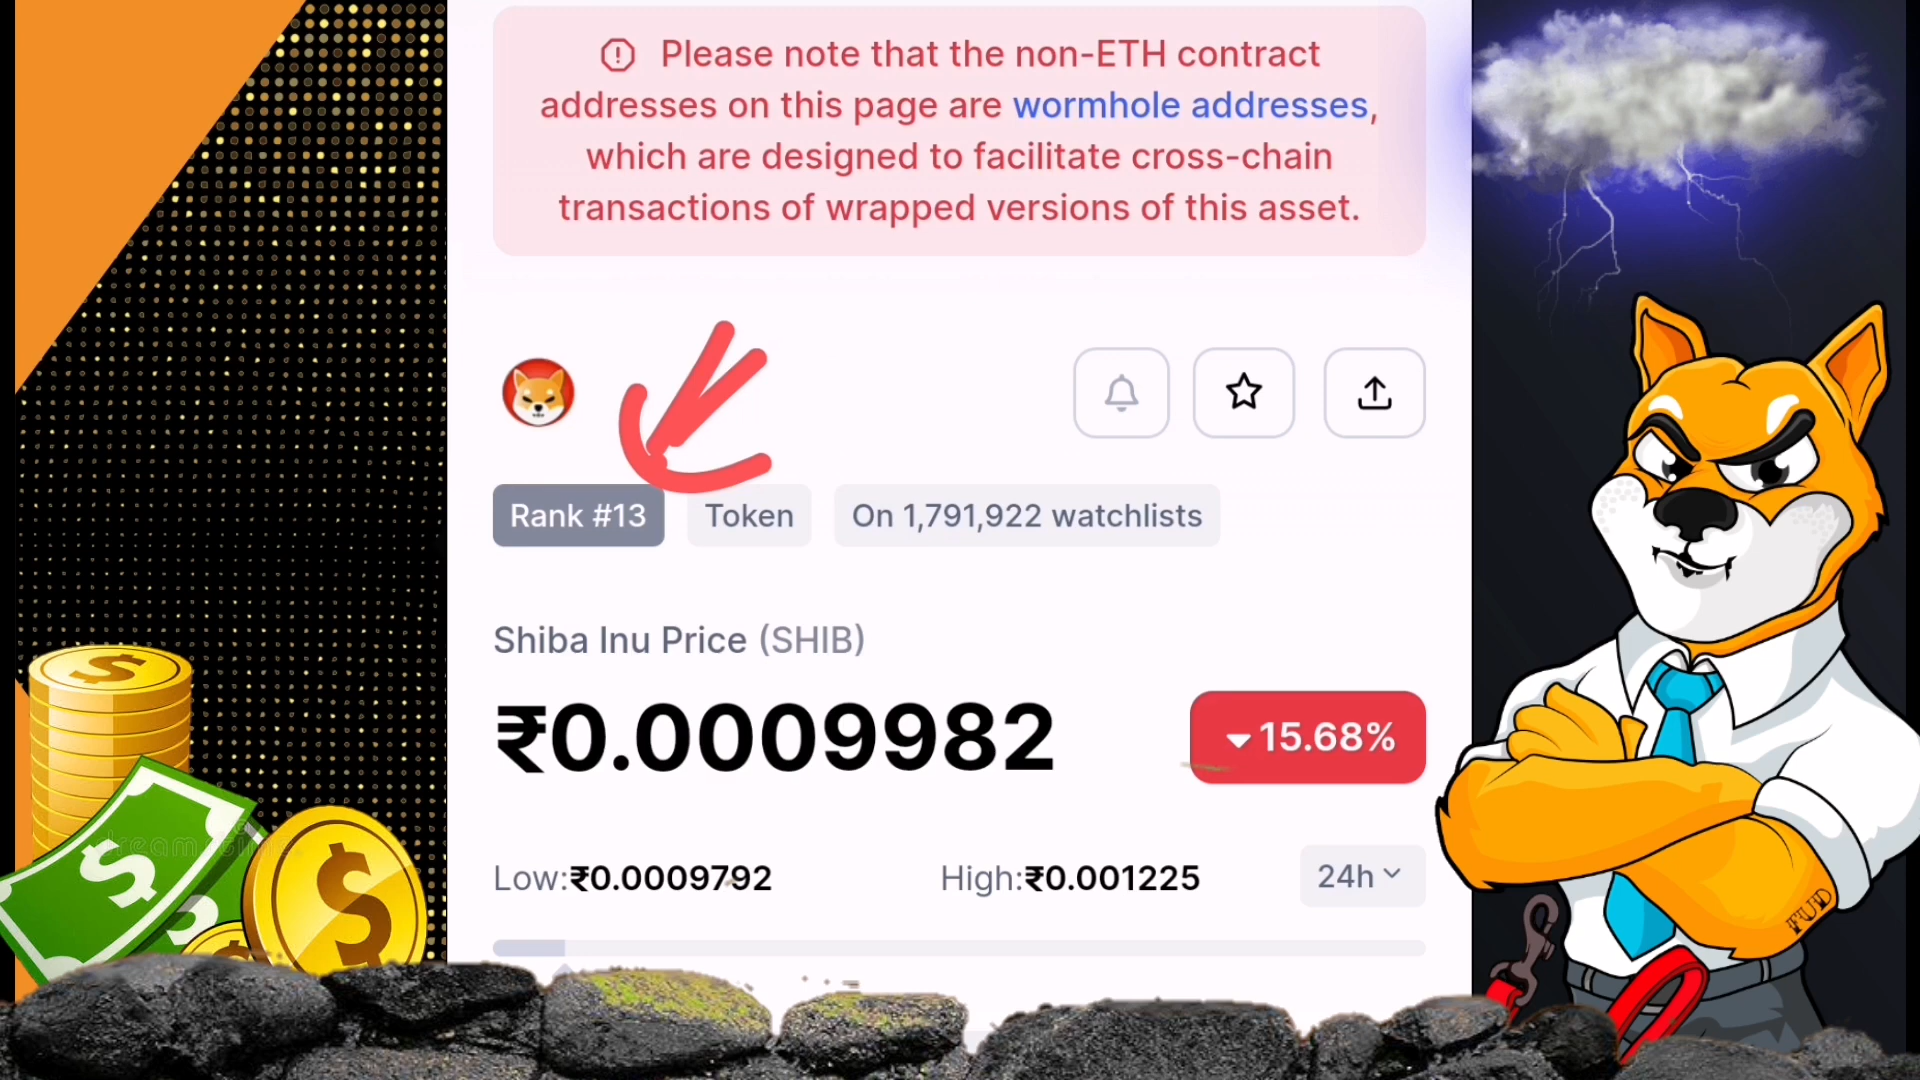 Please note that the non-ETH contract
addresses on this page are wormhole addresses,
which are designed to facilitate cross-chain
transactions of wrapped versions of this asset.
Rank #13 Token On 1,791,922 watchlists
Shiba Inu Price (SHIB)
₹0.0009982 15.68%
Low:₹0.0009792 High:₹0.001225 24h
FUD